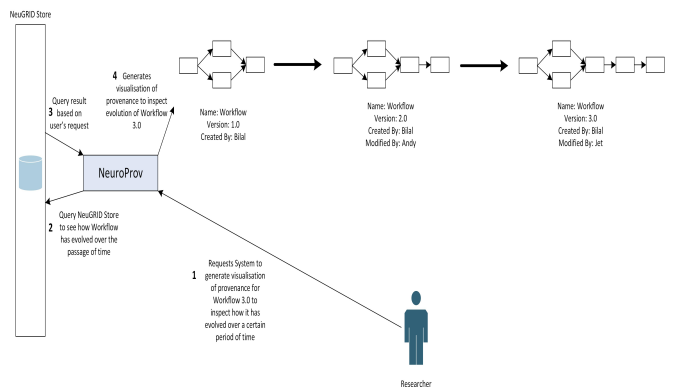 NeuGRID Store
4 Generates
visualisation of
provenance to inspect
evolution of Workflow
3.0
3 Query result
based on
user's request
Name: Workflow
Version: 1.0
Created By: Bilal
Name: Workflow
Version: 2.0
Created By: Bilal
Modified By: Andy
Name: Workflow
Version: 3.0
Created By: Bilal
Modified By: Jet
NeuroProv
2 Query NeuGRID Store
to see how Workflow
has evolved over the
passage of time
1 Requests System to
generate visualisation
of provenance for
Workflow 3.0 to
inspect how it has
evolved over a certain
period of time
Researcher